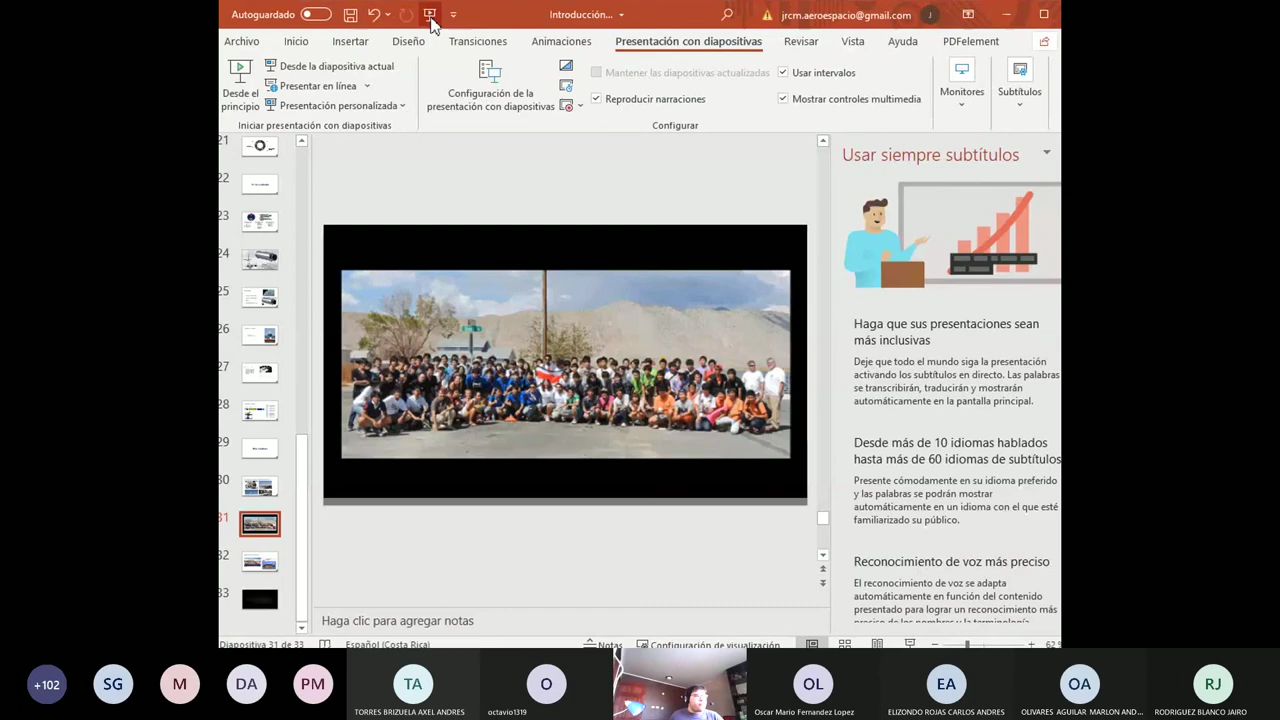 Autoguardado
Introducción...
jrcm.aeroespacio@gmail.com
J
Archivo
Inicio
Insertar
Diseño
Transiciones
Animaciones
Presentación con diapositivas
Revisar
Vista
Ayuda
PDFelement
Desde el principio
Desde la diapositiva actual
Presentar en línea
Presentación personalizada
Iniciar presentación con diapositivas
Configuración de la presentación con diapositivas
Mantener las diapositivas actualizadas
Reproducir narraciones
Usar intervalos
Mostrar controles multimedia
Configurar
Monitores
Subtítulos
21
22
23
24
25
26
27
28
29
30
31
32
33
Usar siempre subtítulos
Haga que sus presentaciones sean
más inclusivas
Deje que todo el mundo siga la presentación
activando los subtítulos en directo. Las palabras
se transcribirán, traducirán y mostrarán
automáticamente en la pantalla principal.
Desde más de 10 idiomas hablados
hasta más de 60 idiomas de subtítulos
Presente cómodamente en su idioma preferido
y las palabras se podrán mostrar
automáticamente en un idioma con el que esté
familiarizado su público.
Reconocimiento de voz más preciso
El reconocimiento de voz se adapta
automáticamente en función del contenido
presentado para lograr un reconocimiento más
preciso de los nombres y la terminología
Haga clic para agregar notas
Diapositiva 31 de 33
Español (Costa Rica)
Notas
Configuración de visualización
62 %
+102
SG
M
DA
PM
TA
TORRES BRIZUELA AXEL ANDRES
O
octavio1319
OL
Oscar Mario Fernandez Lopez
EA
ELIZONDO ROJAS CARLOS ANDRES
OA
OLIVARES AGUILAR MARLON AND...
RJ
RODRIGUEZ BLANCO JAIRO